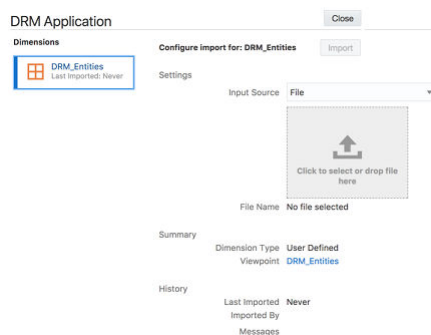 DRM Application
Close
Dimensions
DRM_Entities
Last Imported: Never
Configure import for: DRM_Entities
Import
Settings
Input Source File
Click to select or drop file
here
File Name No file selected
Summary
Dimension Type User Defined
Viewpoint DRM_Entities
History
Last Imported Never
Imported By
Messages